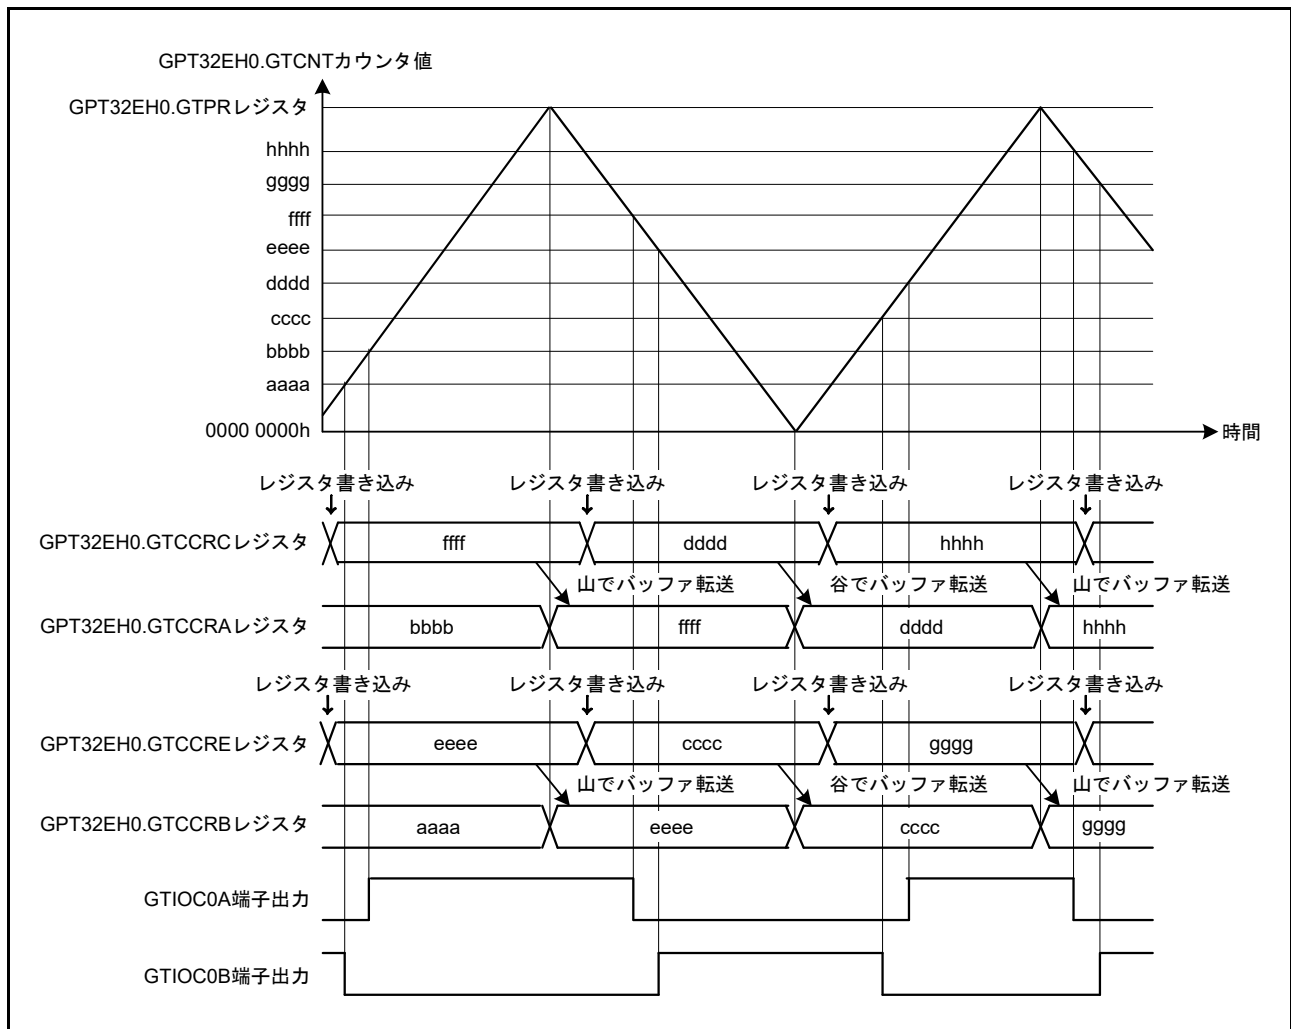 GPT32EH0.GTCNTカウンタ値
GPT32EH0.GTPRレジスタ
hhhh
gggg
ffff
eeee
dddd
cccc
bbbb
aaaa
0000 0000h
時間
レジスタ書き込み レジスタ書き込み レジスタ書き込み レジスタ書き込み
GPT32EH0.GTCCRCレジスタ ffff dddd hhhh
山でバッファ転送 谷でバッファ転送 山でバッファ転送
GPT32EH0.GTCCRAレジスタ bbbb ffff dddd hhhh
レジスタ書き込み レジスタ書き込み レジスタ書き込み レジスタ書き込み
GPT32EH0.GTCCREレジスタ eeee cccc gggg
山でバッファ転送 谷でバッファ転送 山でバッファ転送
GPT32EH0.GTCCRBレジスタ aaaa eeee cccc gggg
GTIOC0A端子出力
GTIOC0B端子出力